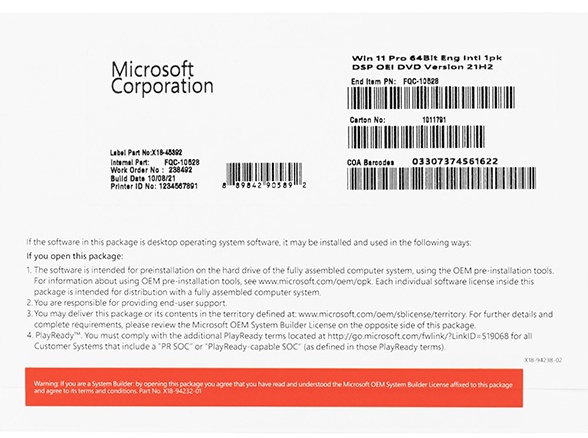 Microsoft
Corporation
Win 11 Pro 64Bit Eng Intl 1pk
DSP OEI DVD Version 21H2
End Item PN: FQC-10528
Carton No: 1011791
COA Barcodes 03307374561622
Label Part No:X18-45892
Internal Part: FQC-10528
Work Order No : 238492
Build Date 10/08/21
Printer ID No: 1234567891
8 89842 90589 2
If the software in this package is desktop operating system software, it may be installed and used in the following ways:
If you open this package:
1. The software is intended for preinstallation on the hard drive of the fully assembled computer system, using the OEM pre-installation tools.
For information about using OEM pre-installation tools, see www.microsoft.com/oem/opk. Each individual software license inside this
package is intended for distribution with a fully assembled computer system.
2. You are responsible for providing end-user support.
3. You may deliver this package or its contents in the territory defined at: www.microsoft.com/oem/sblicense/territory. For further details and
complete requirements, please review the Microsoft OEM System Builder License on the opposite side of this package.
4. PlayReady™. You must comply with the additional PlayReady terms located at http://go.microsoft.com/fwlink/?LinkID=519068 for all
Customer Systems that include a "PR SOC" or "PlayReady-capable SOC" (as defined in those PlayReady terms).
X18-94238-02
Warning: If you are a System Builder: by opening this package you agree that you have read and understood the Microsoft OEM System Builder License affixed to this package
and agree to its terms and conditions. Part No. X18-94232-01